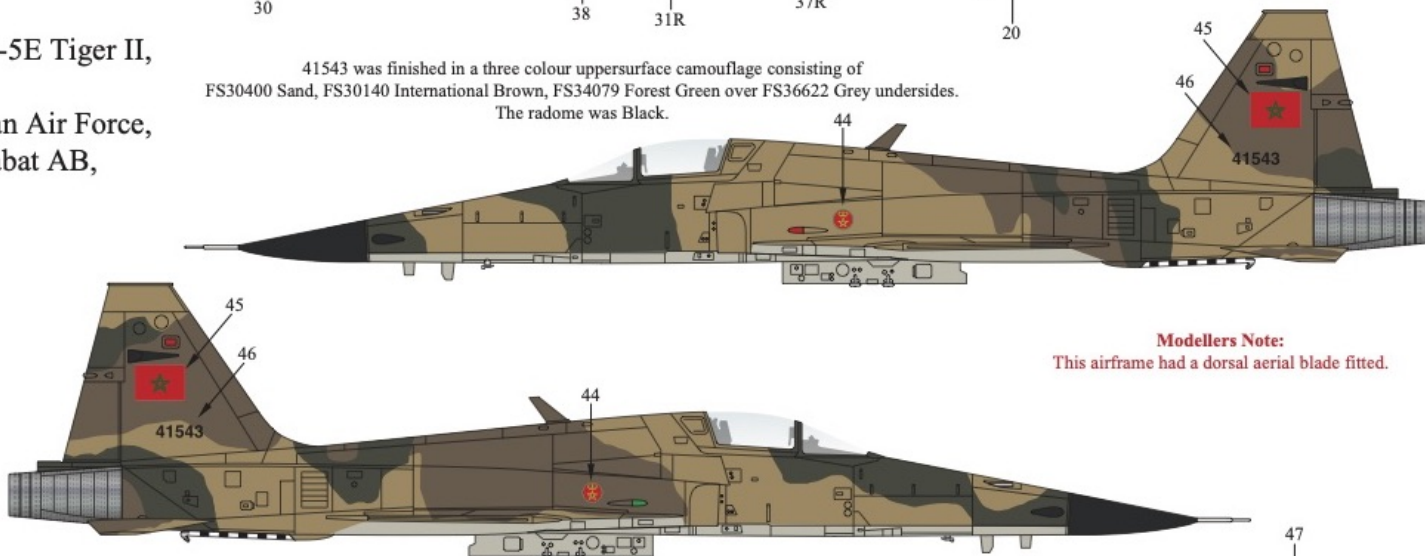 30
38
31R
37R
20
-5E Tiger II,
n Air Force,
bat AB,
41543 was finished in a three colour uppersurface camouflage consisting of
FS30400 Sand, FS30140 International Brown, FS34079 Forest Green over FS36622 Grey undersides.
The radome was Black.
44
45
46
41543
45
46
44
41543
Modellers Note:
This airframe had a dorsal aerial blade fitted.
47